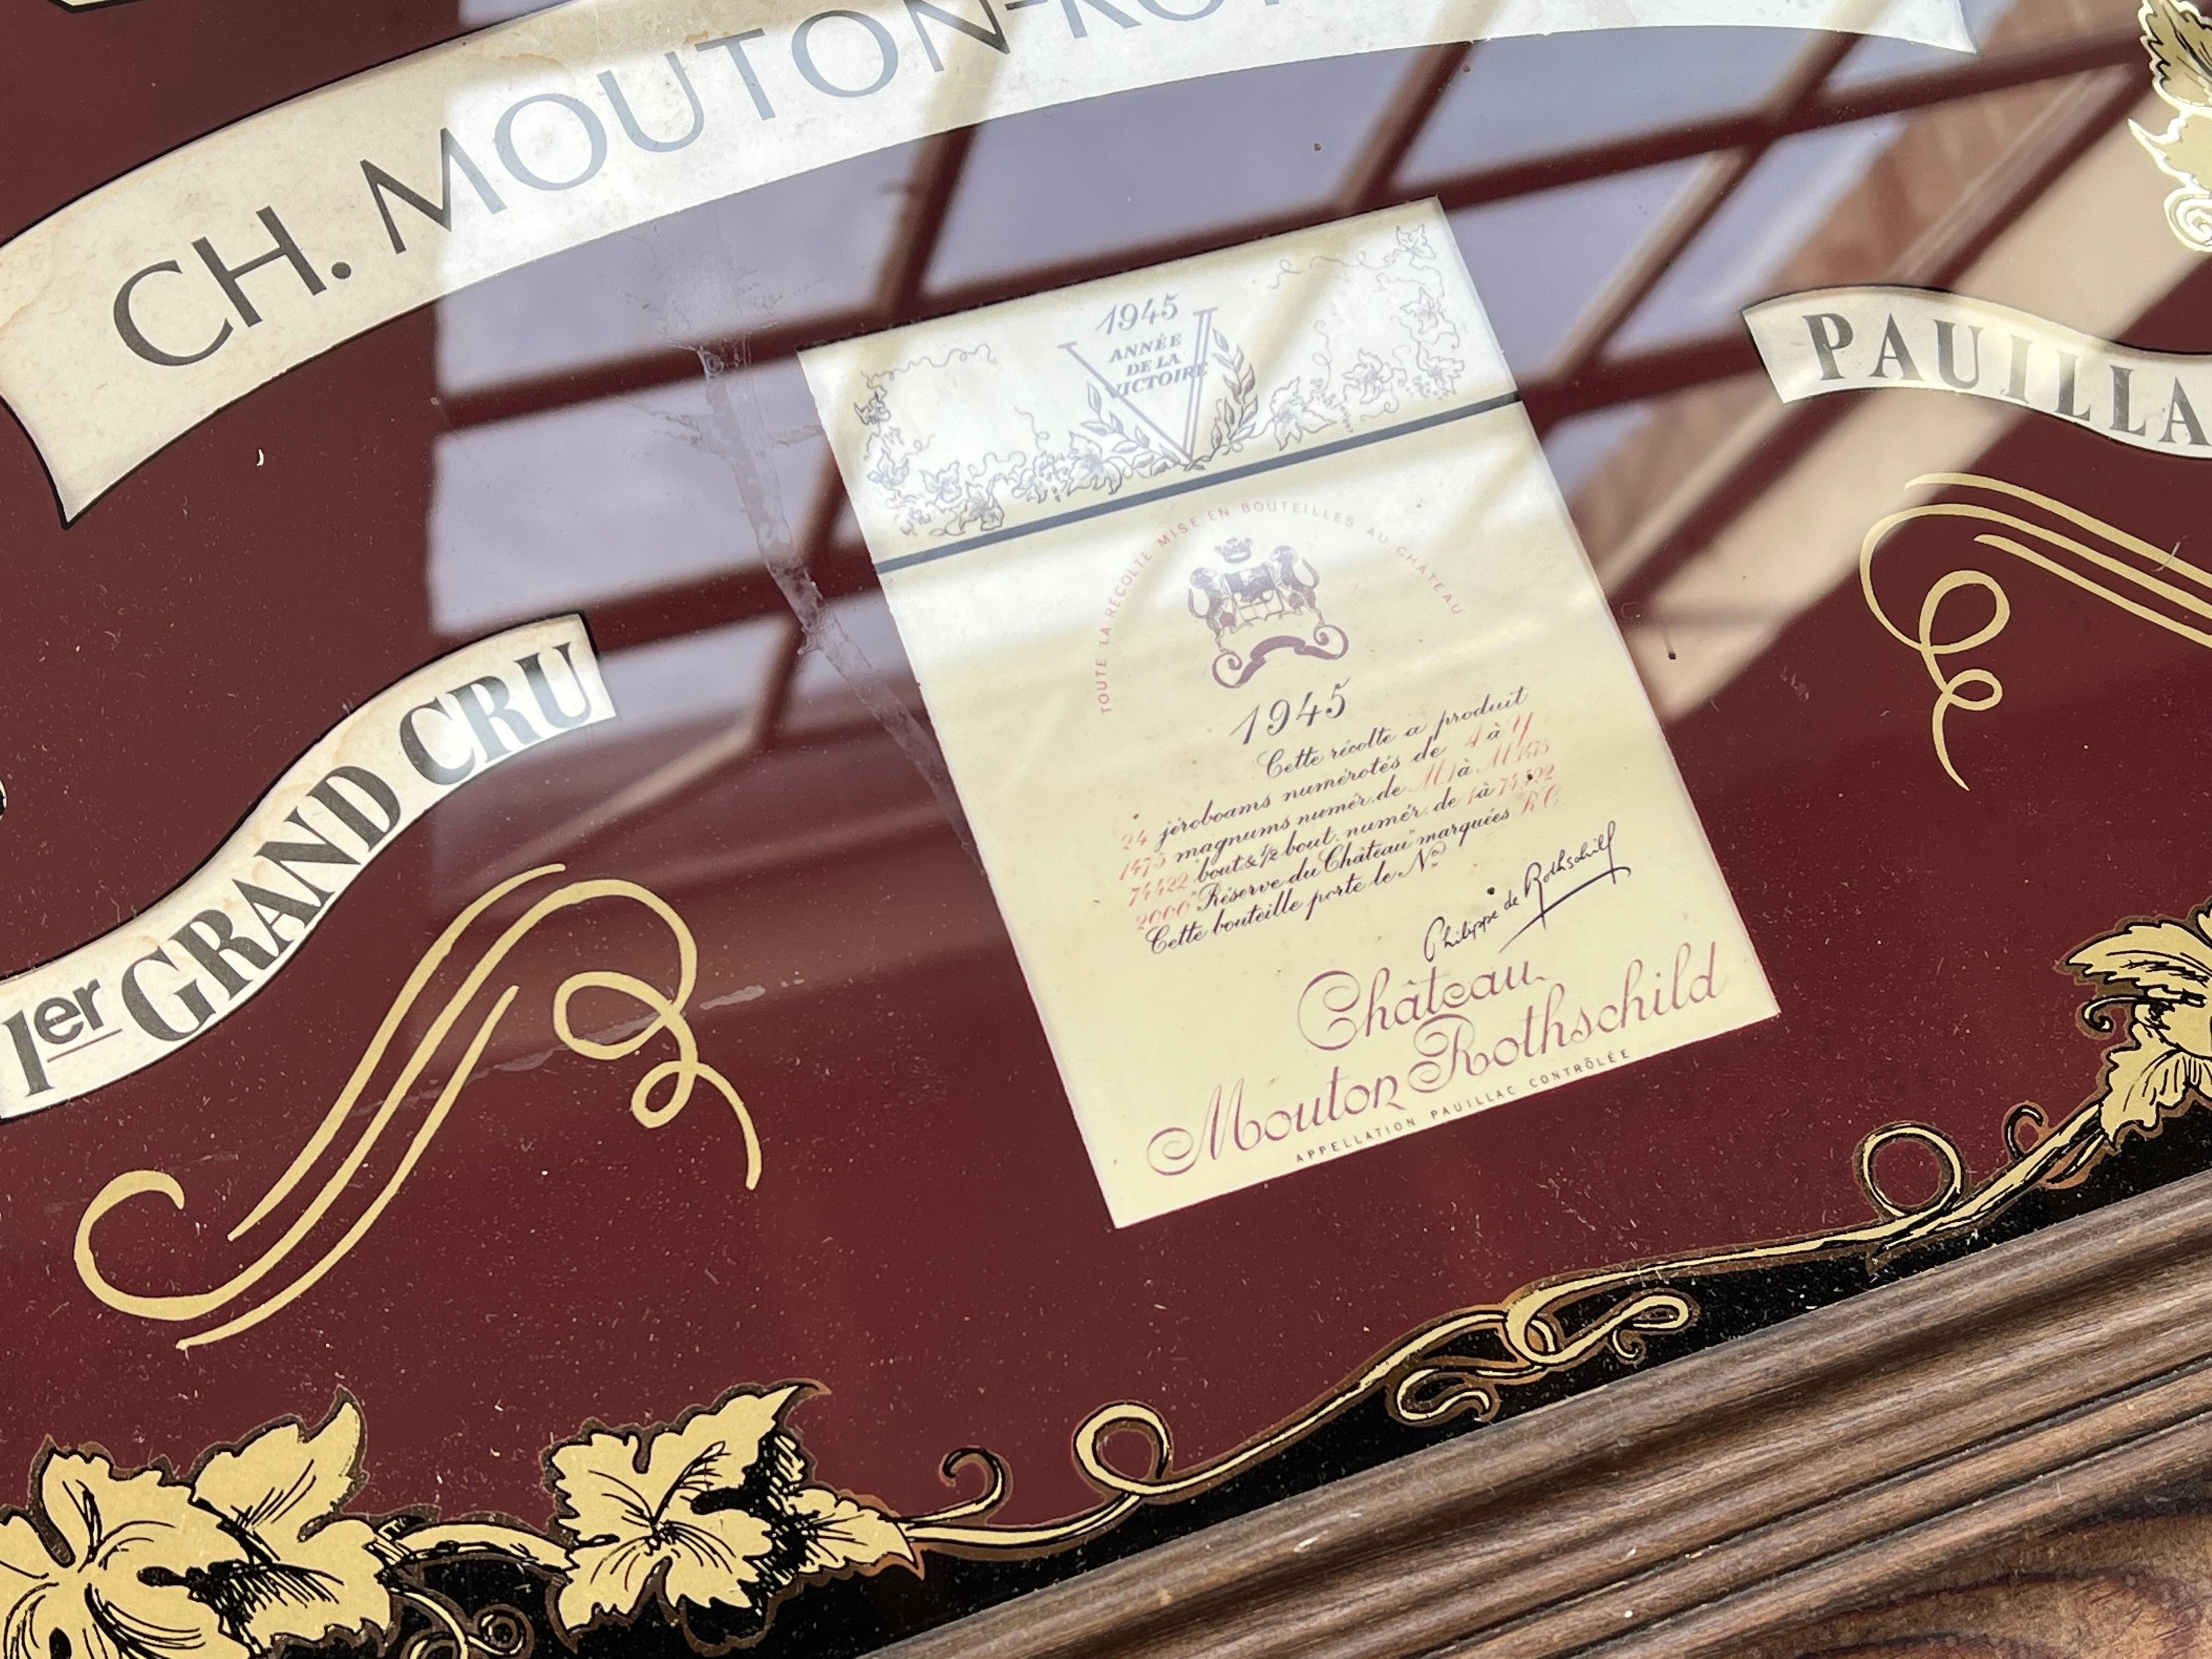 CH. MOUTON-RO
1945
ANNÉE
DE LA
VICTOIRE
PAUILLA
TOUTE LA RÉCOLTE MISE EN BOUTEILLES AU CHÂTEAU
1945
Cette récolte a produit
24 jéroboams numérotés de A à Y
1475 magnums numér. de M1 à M1475
74422 bout. & ½ bout. numér. de 1 à 74422
2000 "Réserve du Château" marquées R.C.
Cette bouteille porte le No
Philippe de Rothschild
Château
Mouton Rothschild
APPELLATION PAUILLAC CONTRÔLÉE
1er GRAND CRU